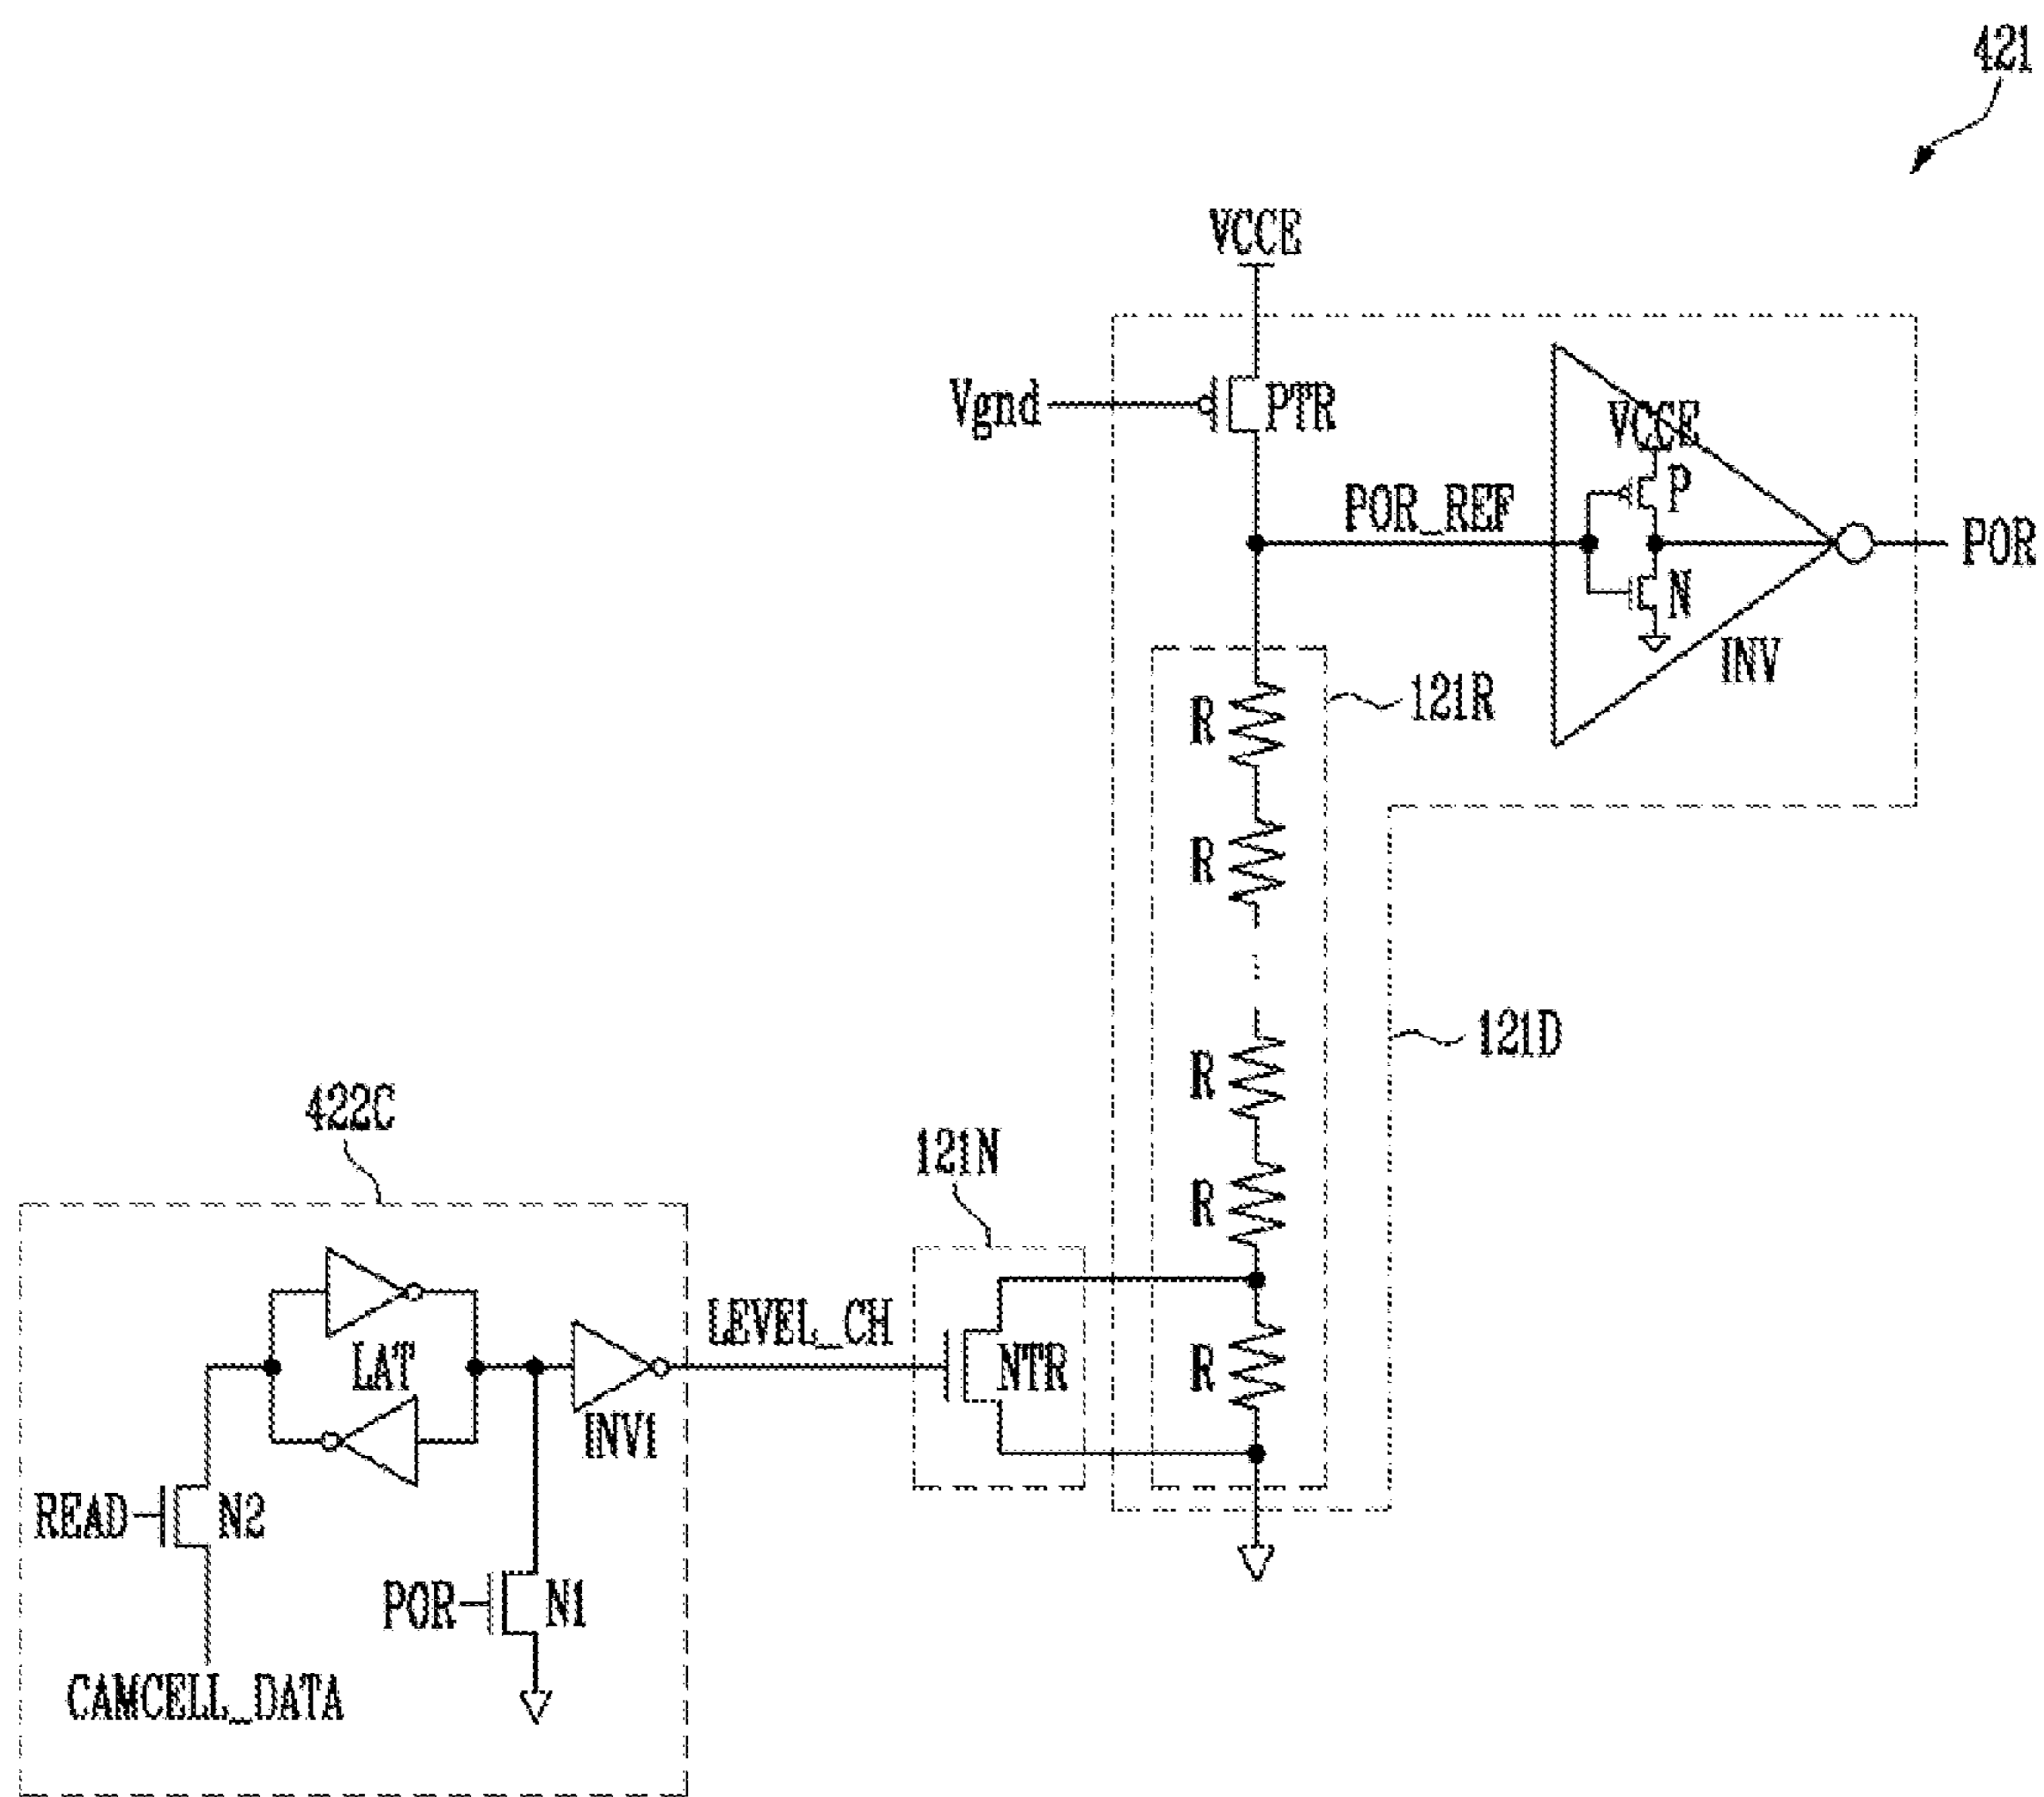 421
VCCE
Vgnd
PTR
VCCE
P
POR_REF
POR
N
INV
R
121R
R
R
121D
422C
121N
R
LEVEL_CH
LAT
NTR
R
INV1
READ
N2
POR
N1
CAMCELL_DATA